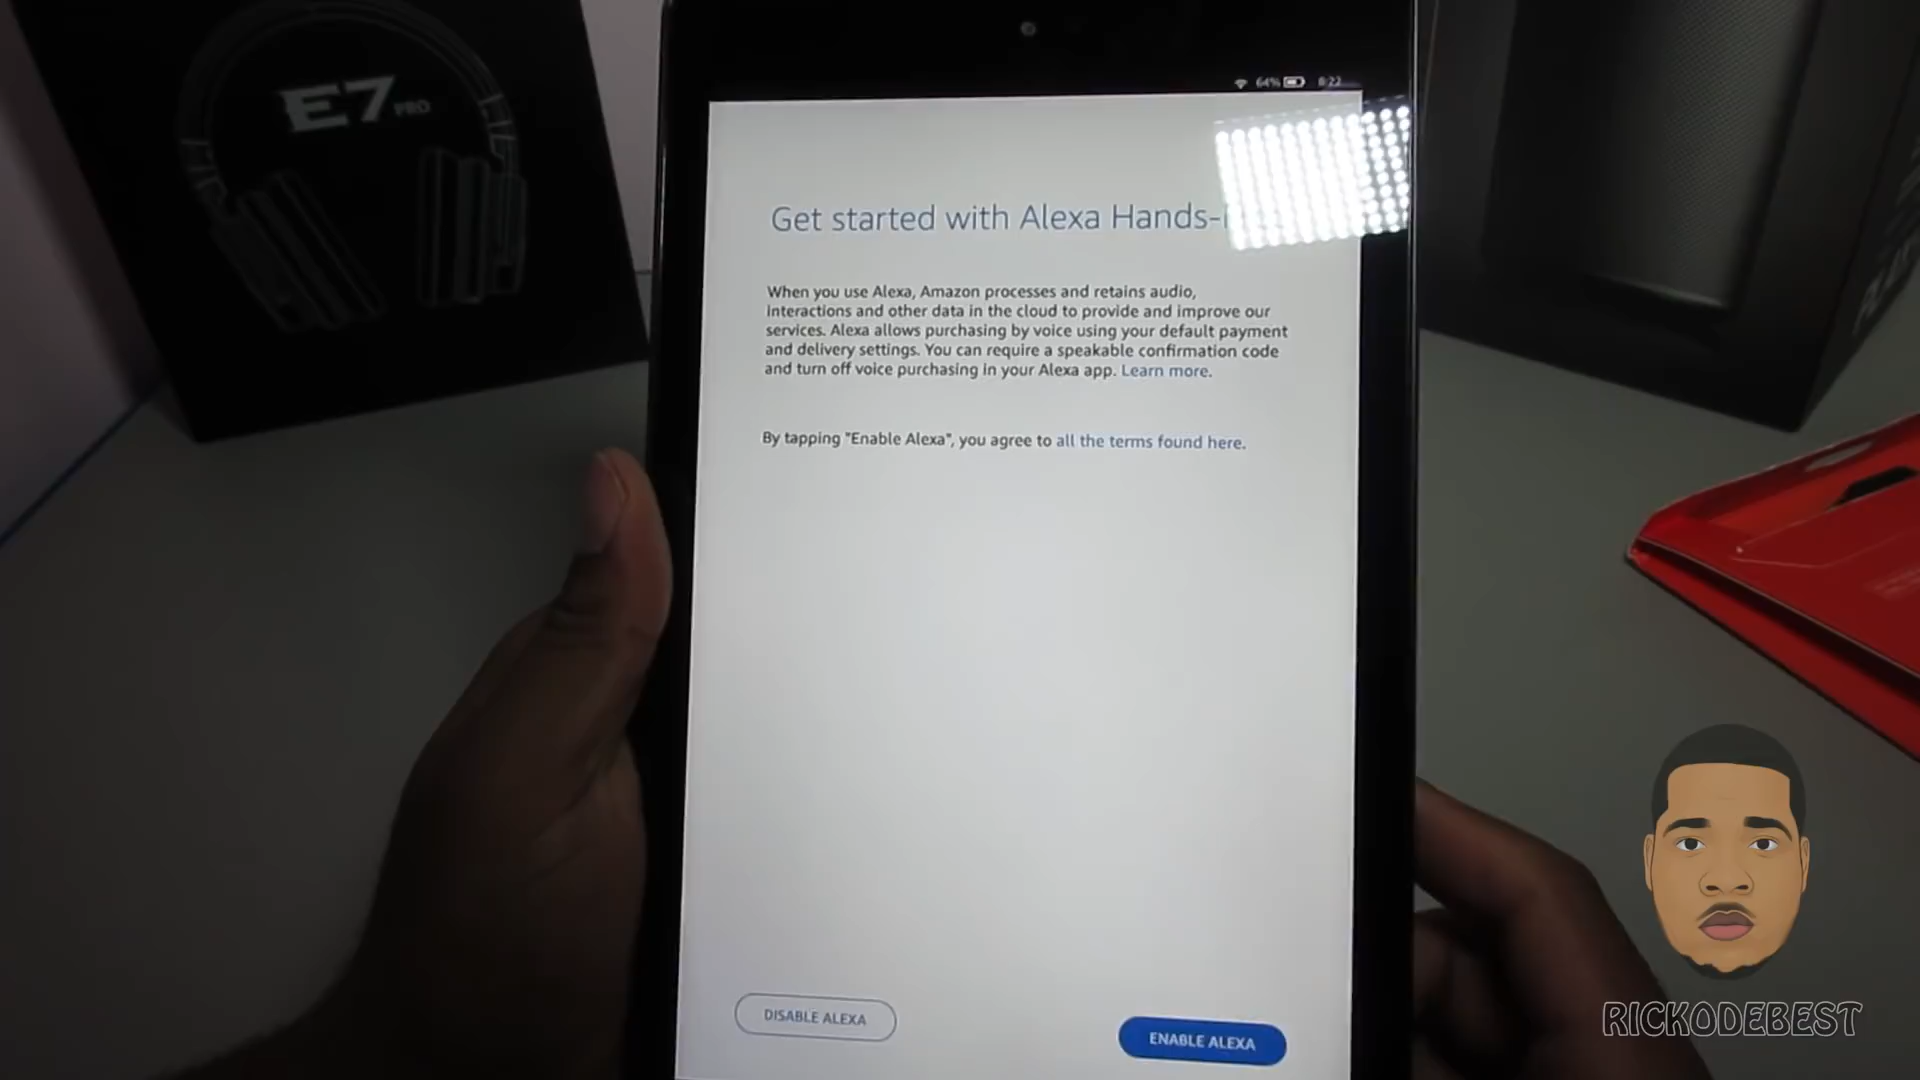 E7 PRO
64% 8:22
Get started with Alexa Hands-
When you use Alexa, Amazon processes and retains audio,
interactions and other data in the cloud to provide and improve our
services. Alexa allows purchasing by voice using your default payment
and delivery settings. You can require a speakable confirmation code
and turn off voice purchasing in your Alexa app. Learn more.
By tapping "Enable Alexa", you agree to all the terms found here.
DISABLE ALEXA
ENABLE ALEXA
RICKODEBEST